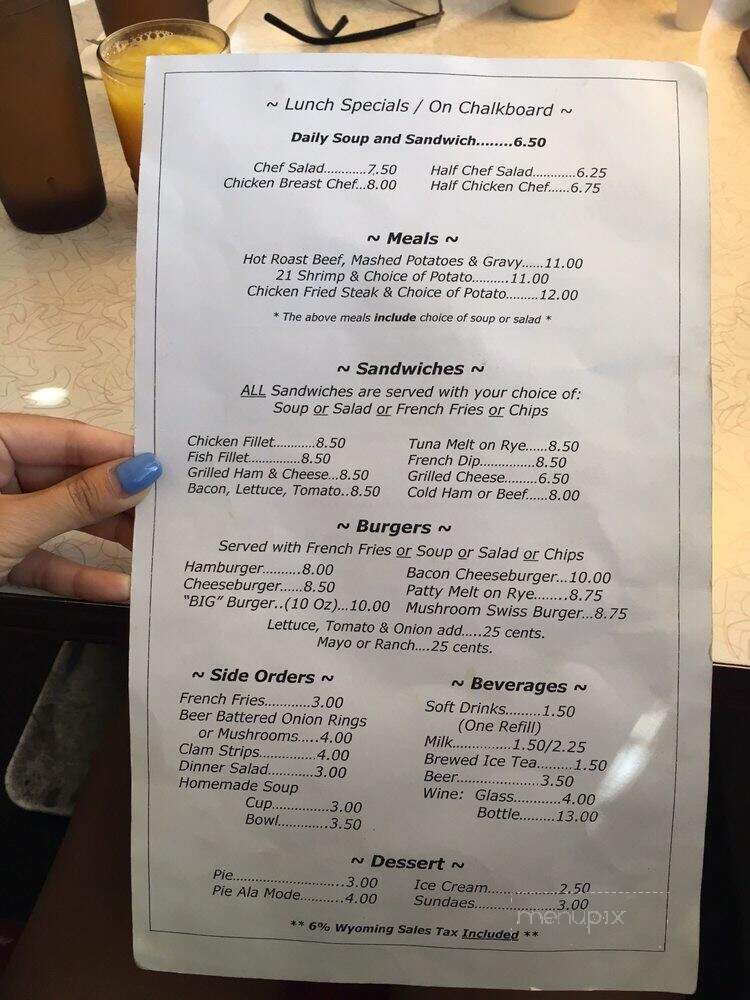 ~ Lunch Specials / On Chalkboard ~
Daily Soup and Sandwich........6.50
Chef Salad............7.50 Half Chef Salad............6.25
Chicken Breast Chef...8.00 Half Chicken Chef......6.75
~ Meals ~
Hot Roast Beef, Mashed Potatoes & Gravy......11.00
21 Shrimp & Choice of Potato..........11.00
Chicken Fried Steak & Choice of Potato.........12.00
* The above meals include choice of soup or salad *
~ Sandwiches ~
ALL Sandwiches are served with your choice of:
Soup or Salad or French Fries or Chips
Chicken Fillet............8.50 Tuna Melt on Rye......8.50
Fish Fillet...............8.50 French Dip...............8.50
Grilled Ham & Cheese...8.50 Grilled Cheese.........6.50
Bacon, Lettuce, Tomato..8.50 Cold Ham or Beef......8.00
~ Burgers ~
Served with French Fries or Soup or Salad or Chips
Hamburger..........8.00 Bacon Cheeseburger...10.00
Cheeseburger......8.50 Patty Melt on Rye........8.75
"BIG" Burger..(10 Oz)...10.00 Mushroom Swiss Burger...8.75
Lettuce, Tomato & Onion add.....25 cents.
Mayo or Ranch....25 cents.
~ Side Orders ~
French Fries............3.00
Beer Battered Onion Rings
or Mushrooms.....4.00
Clam Strips...............4.00
Dinner Salad............3.00
Homemade Soup
Cup...............3.00
Bowl.............3.50
~ Beverages ~
Soft Drinks.........1.50
(One Refill)
Milk...............1.50/2.25
Brewed Ice Tea.........1.50
Beer......................3.50
Wine: Glass............4.00
Bottle.........13.00
~ Dessert ~
Pie..............................3.00 Ice Cream..................2.50
Pie Ala Mode...........4.00 Sundaes.....................3.00
** 6% Wyoming Sales Tax Included **
menupix